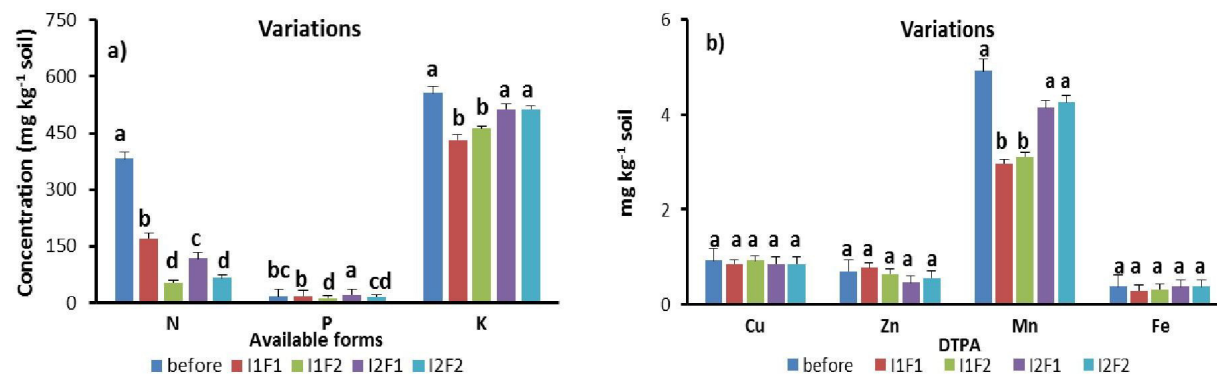 Variations
a)
Concentration (mg kg⁻¹ soil)
750
600
450
300
150
0
a
b
d
c
d
bc
b
d
a
cd
a
b
b
a
a
N
P
K
Available forms
before
I1F1
I1F2
I2F1
I2F2
Variations
b)
mg kg⁻¹ soil
6
4
2
0
a
a
a
a
a
a
a
a
a
a
a
b
b
a
a
a
a
a
a
a
Cu
Zn
Mn
Fe
DTPA
before
I1F1
I1F2
I2F1
I2F2